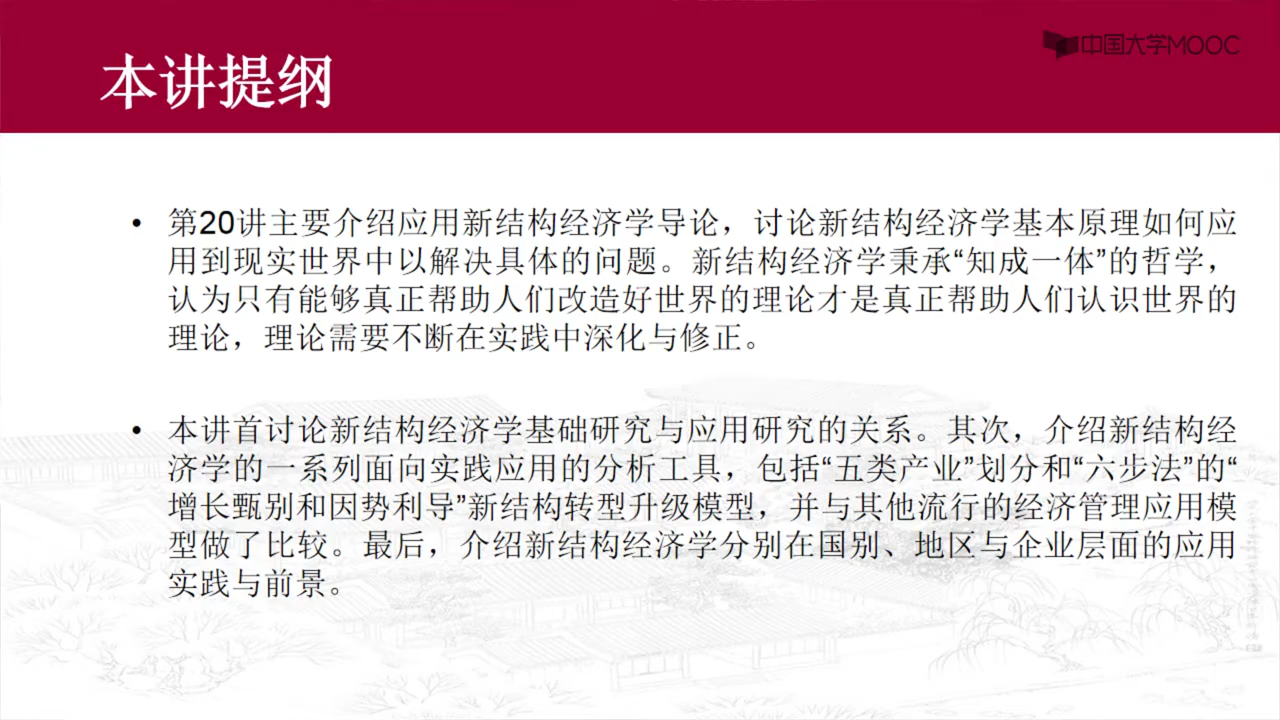 中国大学MOOC
本讲提纲
• 第20讲主要介绍应用新结构经济学导论，讨论新结构经济学基本原理如何应
用到现实世界中以解决具体的问题。新结构经济学秉承“知成一体”的哲学，
认为只有能够真正帮助人们改造好世界的理论才是真正帮助人们认识世界的
理论，理论需要不断在实践中深化与修正。
• 本讲首讨论新结构经济学基础研究与应用研究的关系。其次，介绍新结构经
济学的一系列面向实践应用的分析工具，包括“五类产业”划分和“六步法”的“
增长甄别和因势利导”新结构转型升级模型，并与其他流行的经济管理应用模
型做了比较。最后，介绍新结构经济学分别在国别、地区与企业层面的应用
实践与前景。